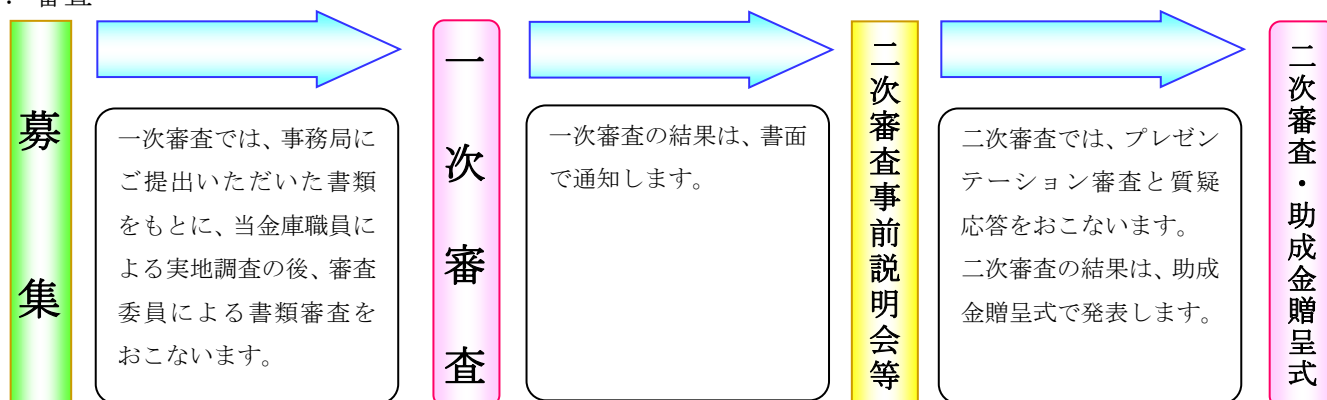 審査
募集
一次審査では、事務局に
ご提出いただいた書類
をもとに、当金庫職員に
よる実地調査の後、審査
委員による書類審査を
おこないます。
一次審査
一次審査の結果は、書面
で通知します。
二次審査事前説明会等
二次審査では、プレゼン
テーション審査と質疑
応答をおこないます。
二次審査の結果は、助成
金贈呈式で発表します。
二次審査・助成金贈呈式